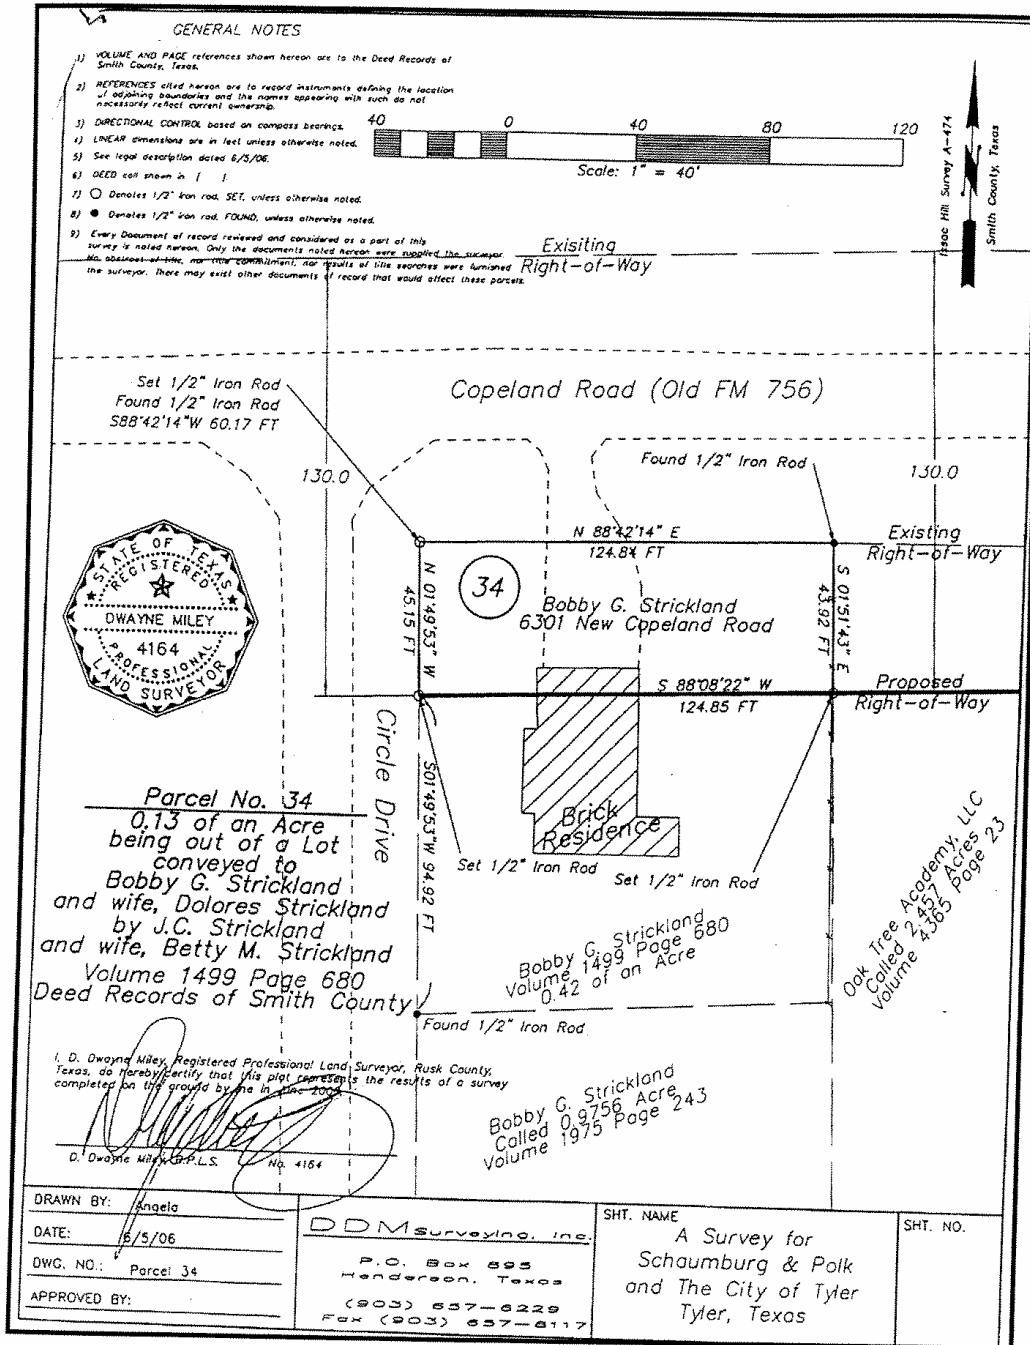 GENERAL NOTES
1) VOLUME AND PAGE references shown hereon are to the Deed Records of
Smith County, Texas.
2) REFERENCES cited hereon are to record instruments defining the location
of adjoining boundaries and the names appearing with such do not
necessarily reflect current ownership.
3) DIRECTIONAL CONTROL based on compass bearings.
4) LINEAR dimensions are in feet unless otherwise noted.
5) See legal description dated 6/5/06.
6) DEED call shown in [ ].
7) ○ Denotes 1/2" iron rod, SET, unless otherwise noted.
8) ● Denotes 1/2" iron rod, FOUND, unless otherwise noted.
9) Every Document of record reviewed and considered as a part of this
survey is noted hereon. Only the documents noted hereon were supplied the surveyor.
No abstract of title, nor title commitment, nor results of title searches were furnished
the surveyor. There may exist other documents of record that would affect these parcels.
40 0 40 80 120
Scale: 1" = 40'
Issac Hill Survey A-474
Smith County, Texas
Exisiting
Right-of-Way
Set 1/2" Iron Rod
Found 1/2" Iron Rod
S88°42'14"W 60.17 FT
Copeland Road (Old FM 756)
Found 1/2" Iron Rod
130.0
130.0
N 88°42'14" E
124.84 FT
Existing
Right-of-Way
STATE OF TEXAS
REGISTERED
DWAYNE MILEY
4164
PROFESSIONAL
LAND SURVEYOR
N 01°49'53" W
45.15 FT
34
Bobby G. Strickland
6301 New Copeland Road
S 01°51'43" E
43.92 FT
S 88°08'22" W
124.85 FT
Proposed
Right-of-Way
Circle Drive
S01°49'53"W 94.92 FT
Brick
Residence
Set 1/2" Iron Rod
Set 1/2" Iron Rod
Parcel No. 34
0.13 of an Acre
being out of a Lot
conveyed to
Bobby G. Strickland
and wife, Dolores Strickland
by J.C. Strickland
and wife, Betty M. Strickland
Volume 1499 Page 680
Deed Records of Smith County
Bobby G. Strickland
Volume 1499 Page 680
0.42 of an Acre
Oak Tree Academy, LLC
Called 2.457 Acres
Volume 4365 Page 23
Found 1/2" Iron Rod
Bobby G. Strickland
Called 0.9756 Acre
Volume 1975 Page 243
I, D. Dwayne Miley, Registered Professional Land Surveyor, Rusk County,
Texas, do hereby certify that this plat represents the results of a survey
completed on the ground by me in
D. Dwayne Miley, R.P.L.S. No. 4164
DRAWN BY: Angela
DATE: 6/5/06
DWG. NO.: Parcel 34
APPROVED BY:
DDM Surveying, Inc.
P.O. Box 695
Henderson, Texas
(903) 657-6229
Fax (903) 657-6117
SHT. NAME
A Survey for
Schaumburg & Polk
and The City of Tyler
Tyler, Texas
SHT. NO.